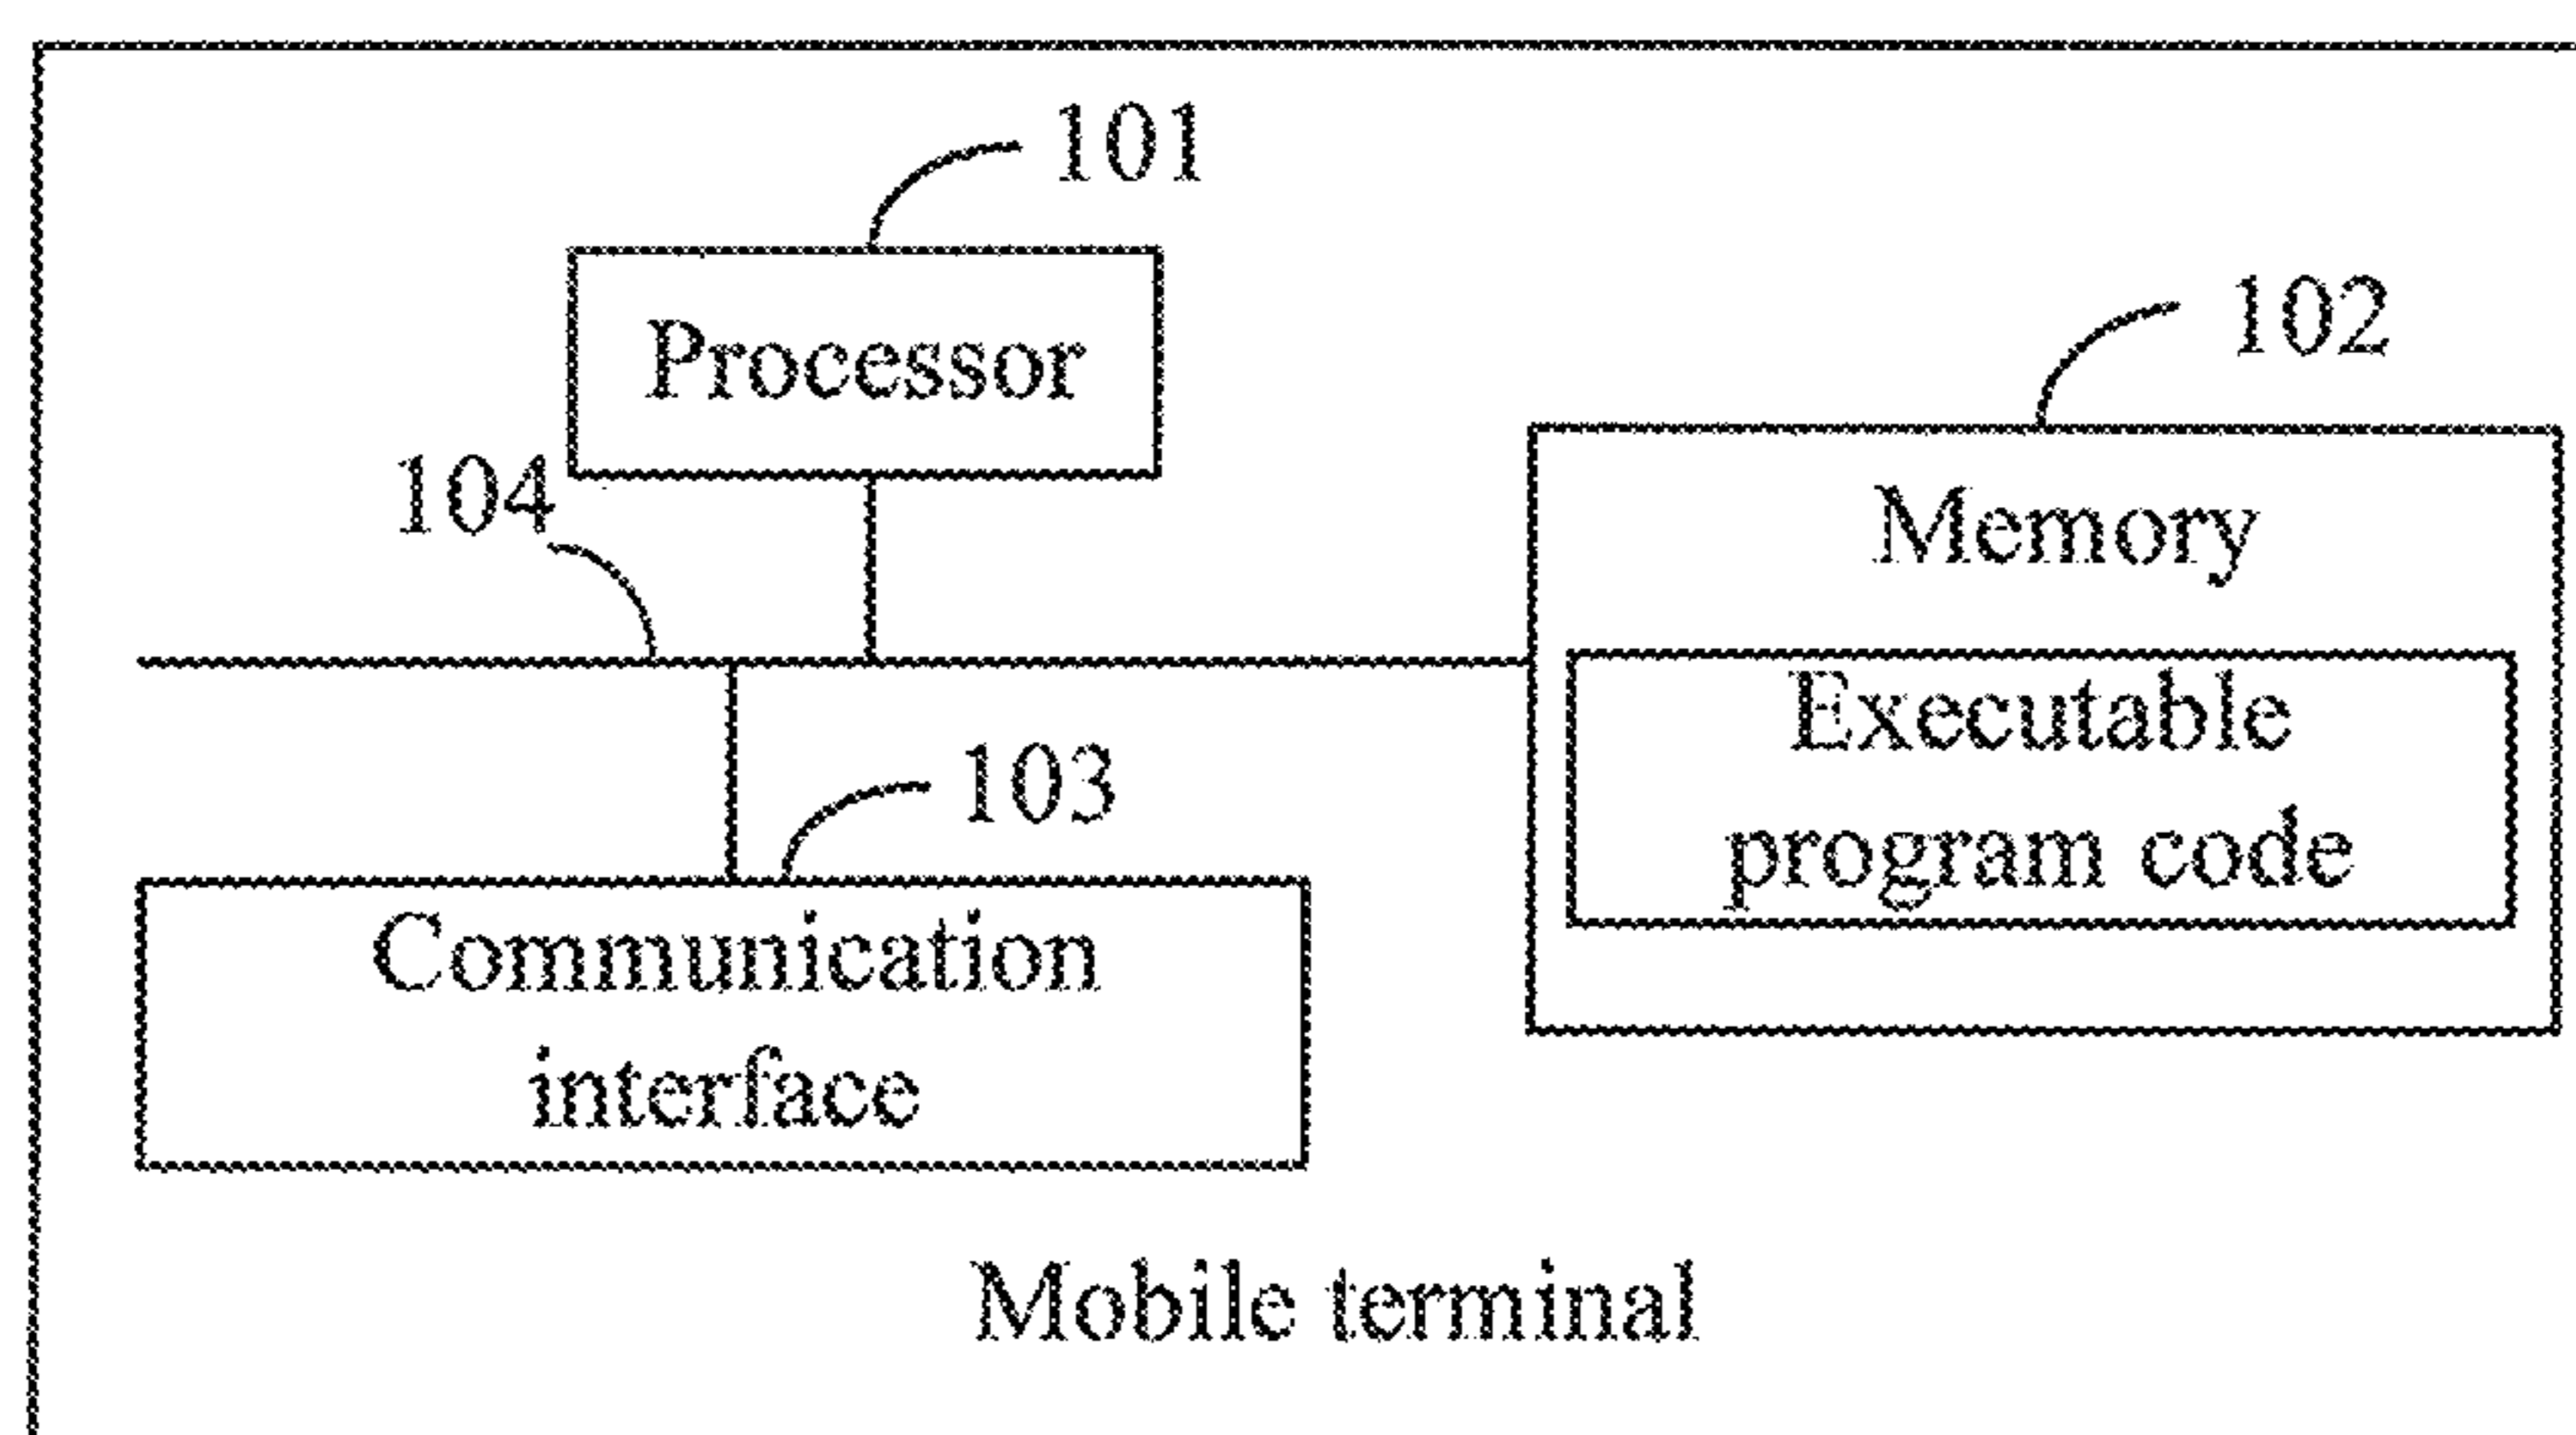 101
Processor
102
104
Memory
Executable
program code
103
Communication
interface
Mobile terminal